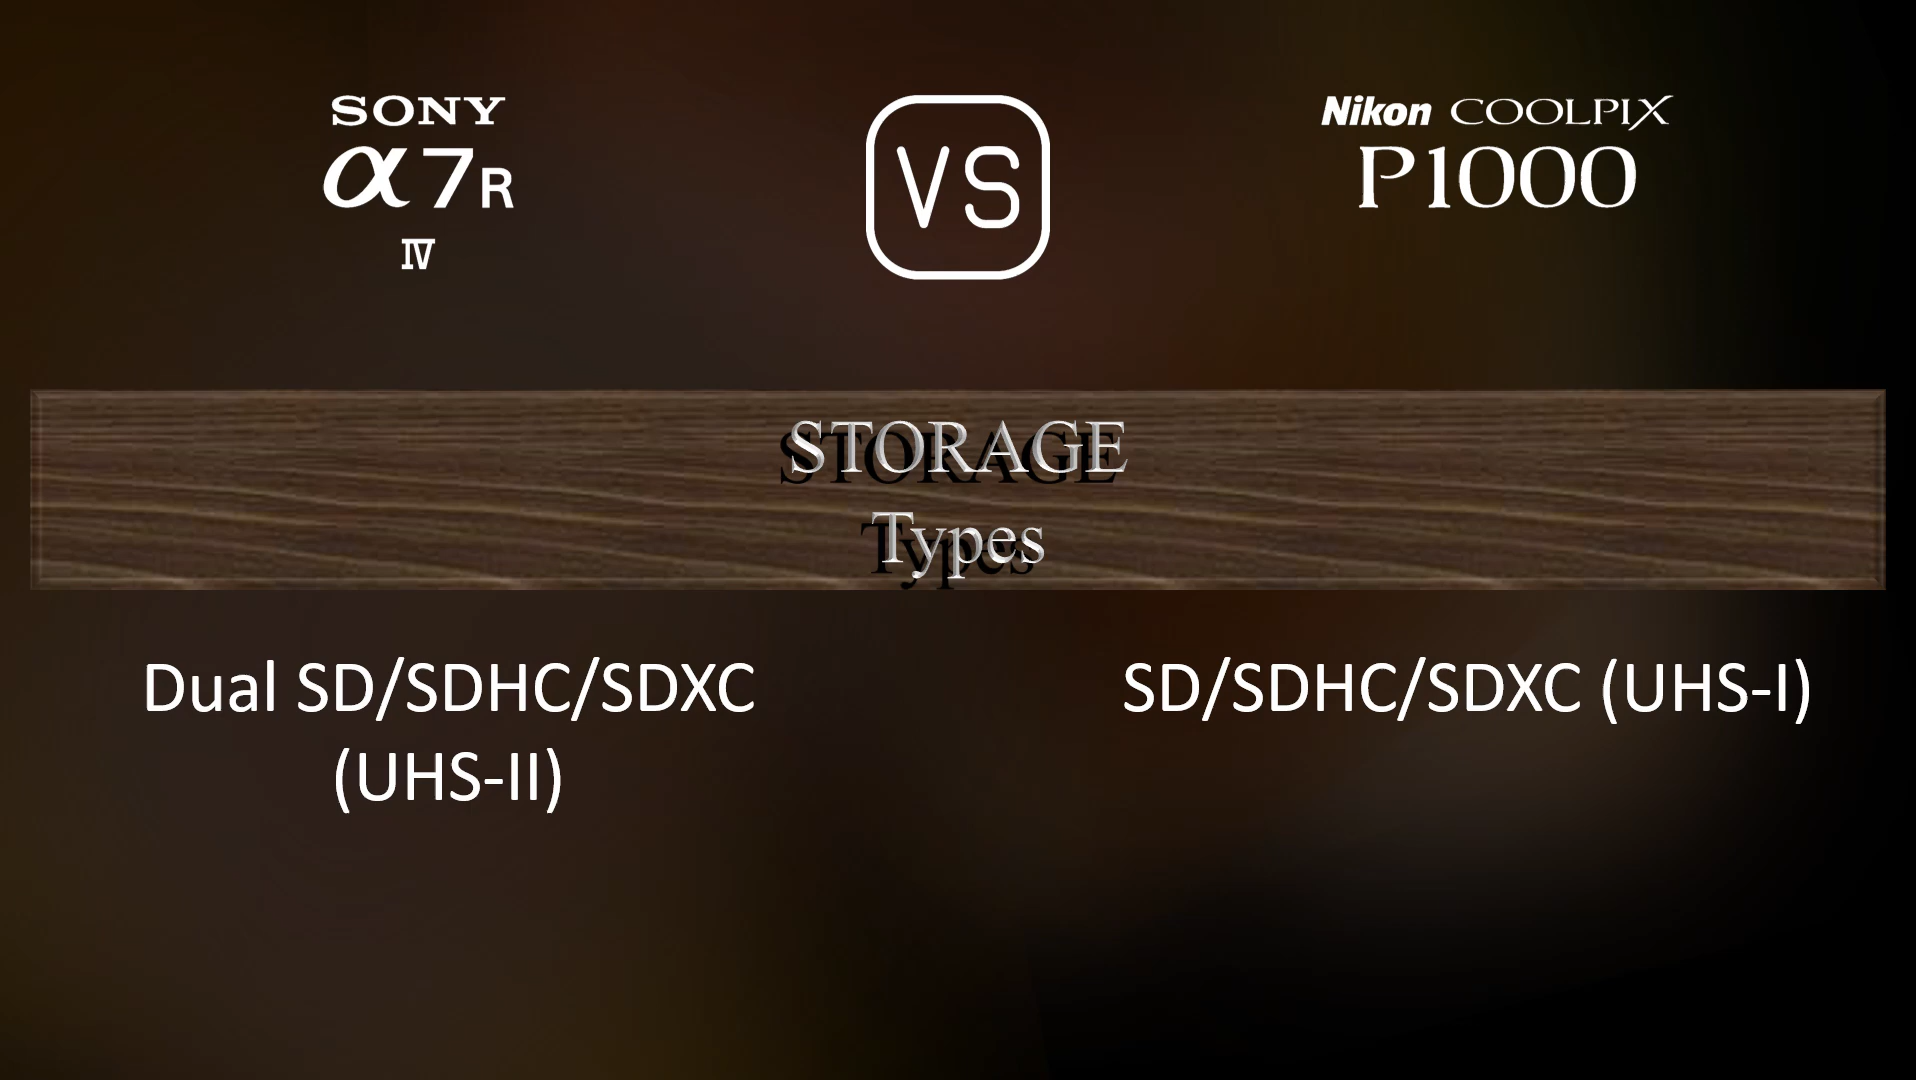 SONY
α7R
IV
VS
Nikon COOLPIX
P1000
STORAGE
Types
Dual SD/SDHC/SDXC
(UHS-II)
SD/SDHC/SDXC (UHS-I)